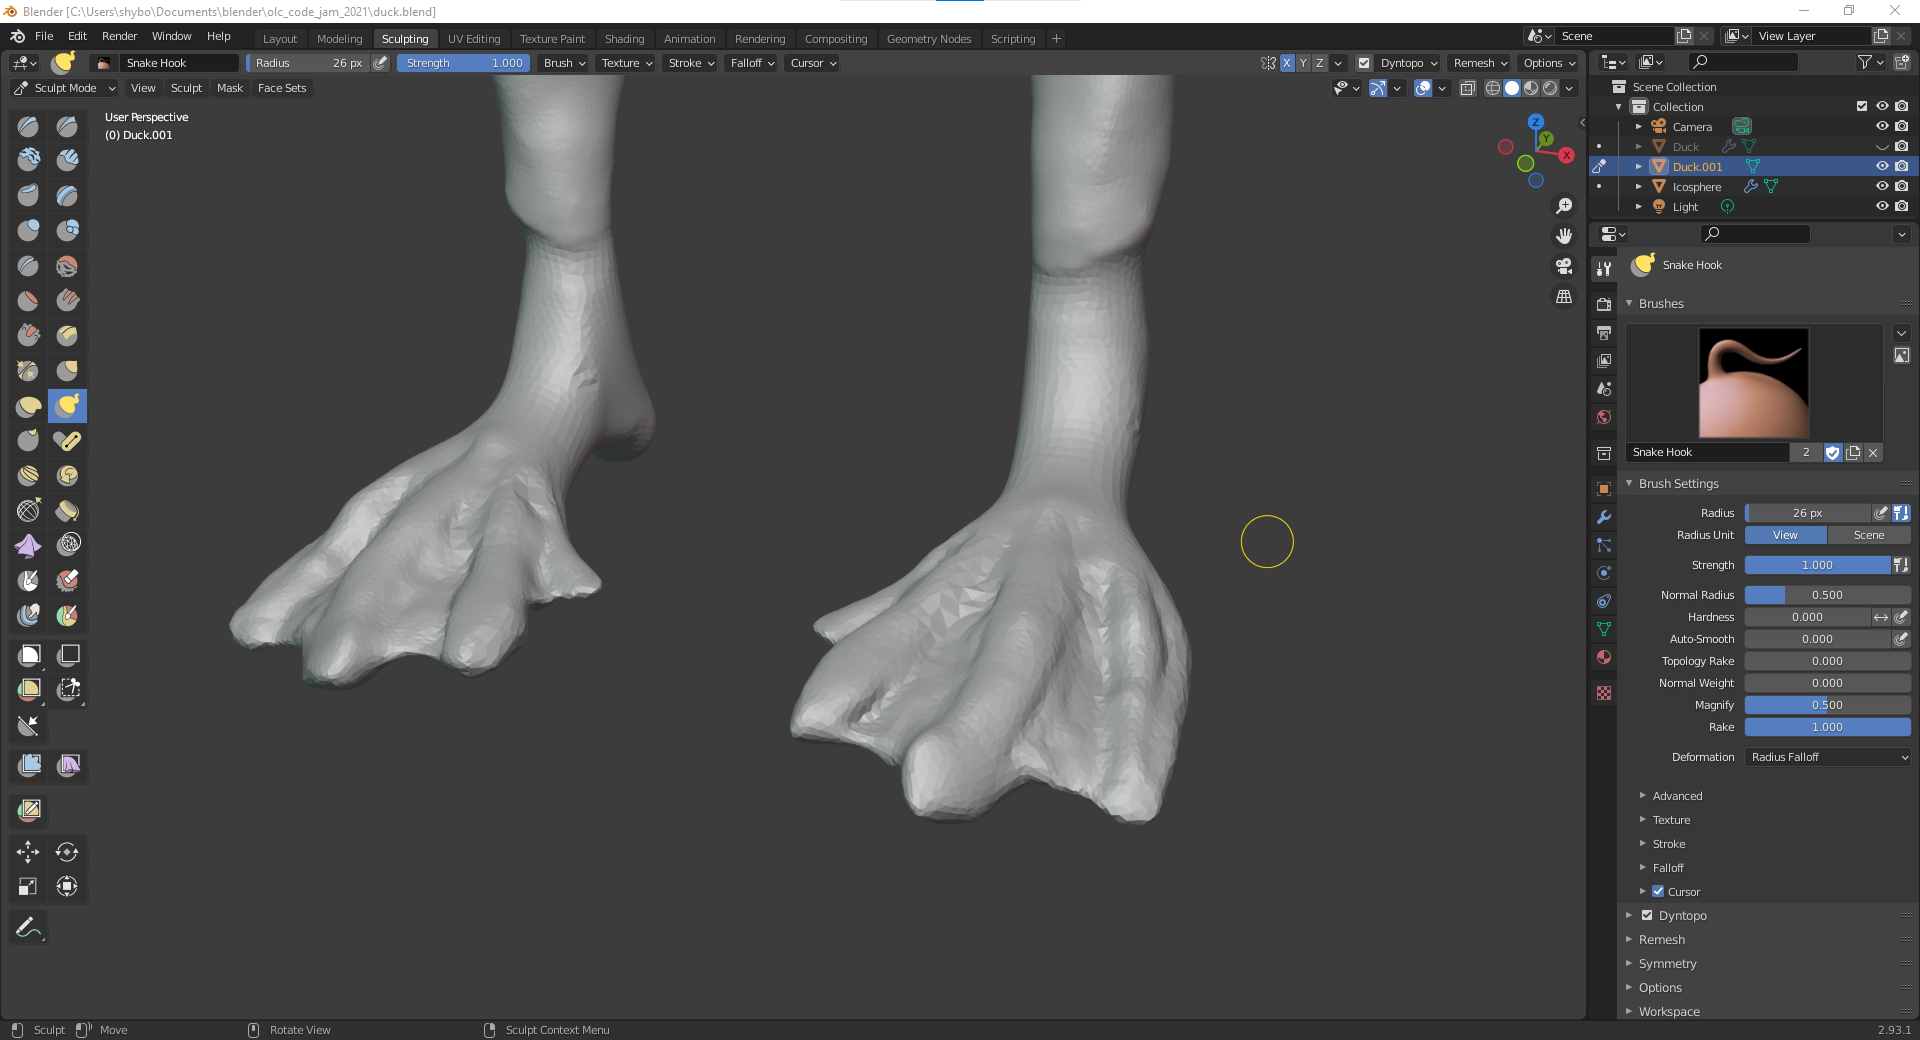 Blender [C:\Users\shybo\Documents\blender\olc_code_jam_2021\duck.blend]
File Edit Render Window Help Layout Modeling Sculpting UV Editing Texture Paint Shading Animation Rendering Compositing Geometry Nodes Scripting + Scene View Layer
Snake Hook Radius 26 px Strength 1.000 Brush Texture Stroke Falloff Cursor X Y Z Dyntopo Remesh Options
Sculpt Mode View Sculpt Mask Face Sets
User Perspective
(0) Duck.001
Z
Y
X
Scene Collection
Collection
Camera
Duck
Duck.001
Icosphere
Light
Snake Hook
Brushes
Snake Hook 2
Brush Settings
Radius 26 px
Radius Unit View Scene
Strength 1.000
Normal Radius 0.500
Hardness 0.000
Auto-Smooth 0.000
Topology Rake 0.000
Normal Weight 0.000
Magnify 0.500
Rake 1.000
Deformation Radius Falloff
Advanced
Texture
Stroke
Falloff
Cursor
Dyntopo
Remesh
Symmetry
Options
Workspace
Sculpt Move Rotate View Sculpt Context Menu 2.93.1